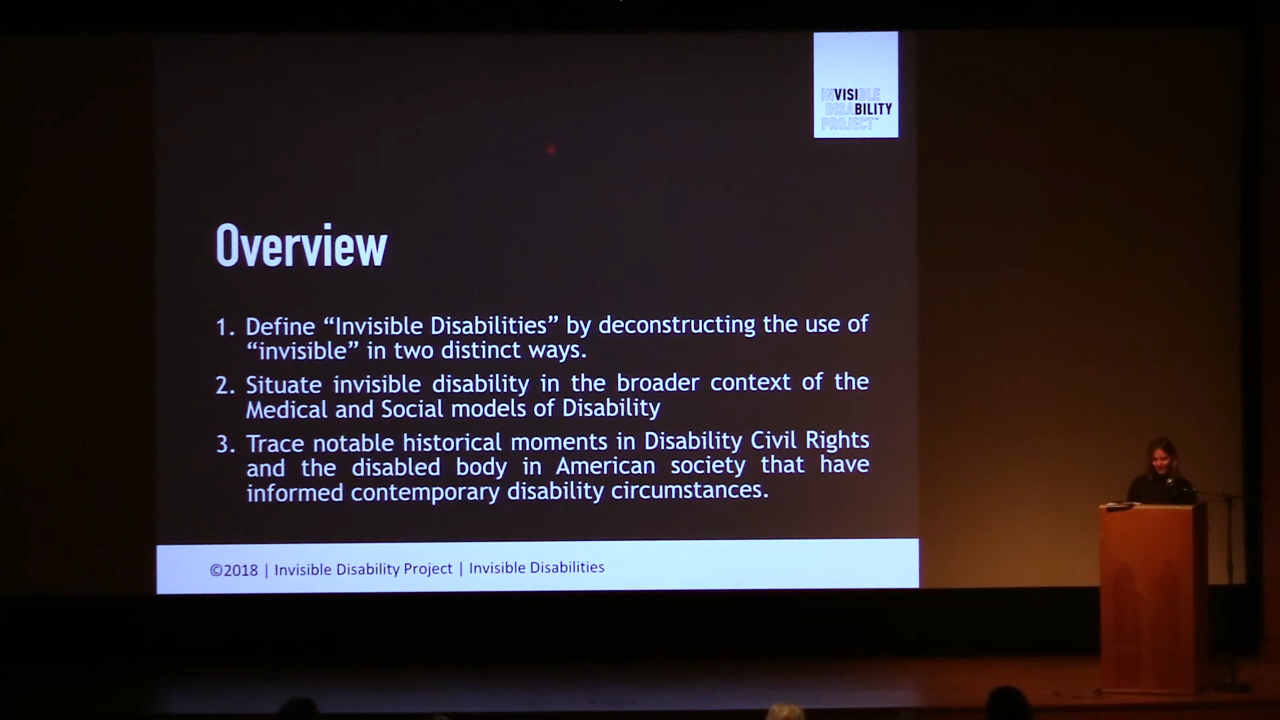 INVISIBLE
DISABILITY
PROJECT
Overview
1. Define “Invisible Disabilities” by deconstructing the use of
“invisible” in two distinct ways.
2. Situate invisible disability in the broader context of the
Medical and Social models of Disability
3. Trace notable historical moments in Disability Civil Rights
and the disabled body in American society that have
informed contemporary disability circumstances.
©2018 | Invisible Disability Project | Invisible Disabilities